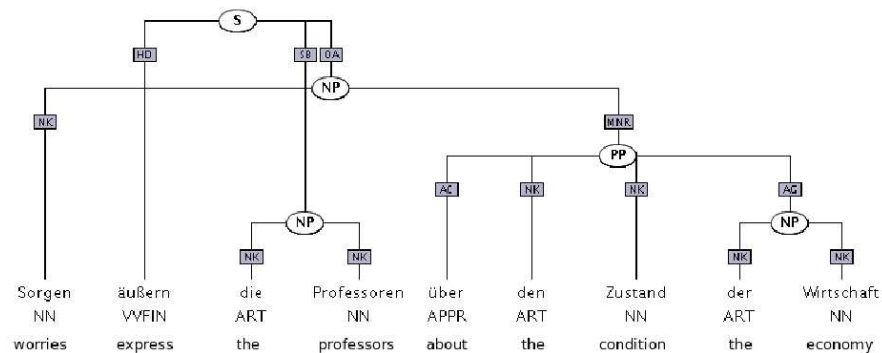 S
HD SB OA
NP
NK MNR
PP
AC NK NK AG
NP NP
NK NK NK NK
Sorgen äußern die Professoren über den Zustand der Wirtschaft
NN VVFIN ART NN APPR ART NN ART NN
worries express the professors about the condition the economy